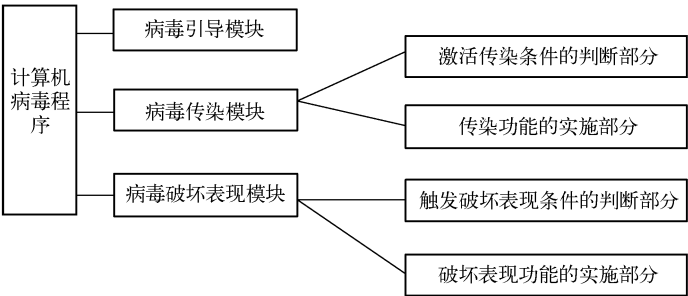 计算机
病毒程
序
病毒引导模块
病毒传染模块
病毒破坏表现模块
激活传染条件的判断部分
传染功能的实施部分
触发破坏表现条件的判断部分
破坏表现功能的实施部分